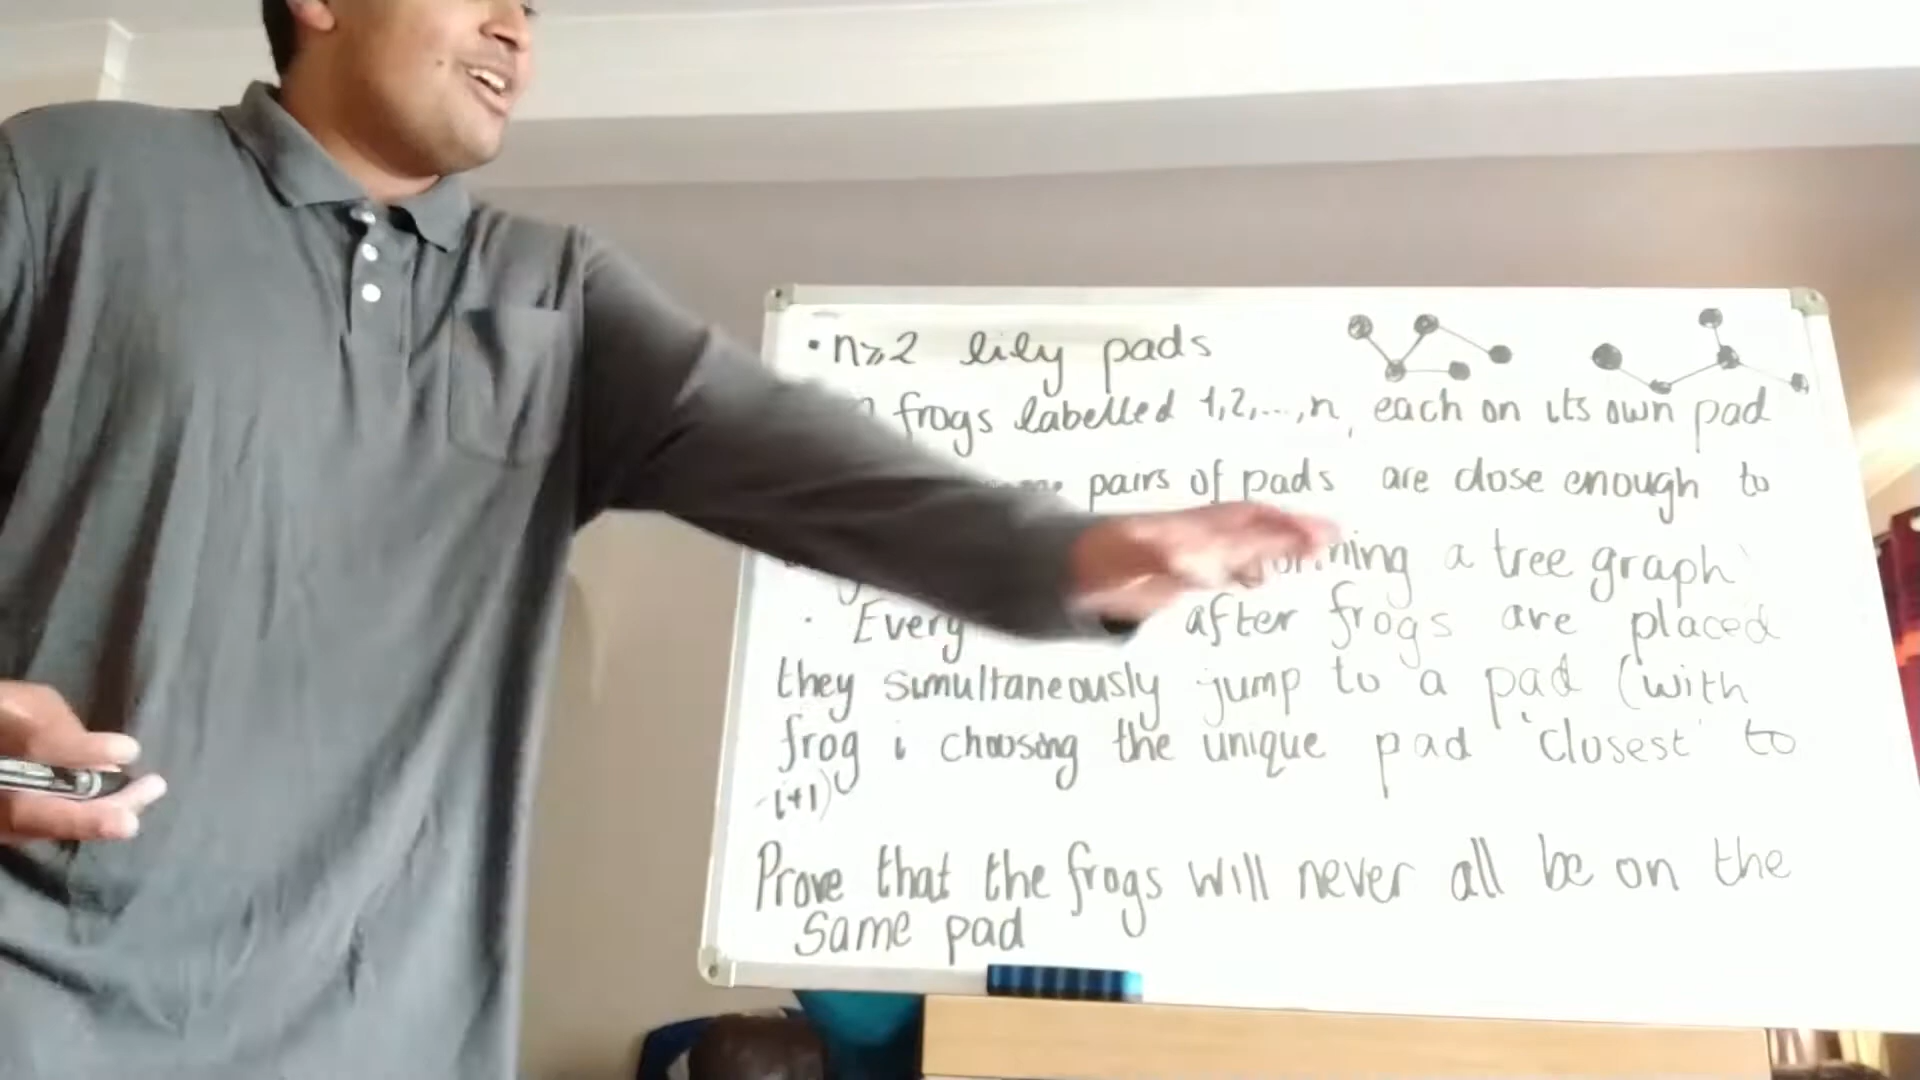 · n⩾2 lily pads
frogs labelled 1,2,...,n, each on its own pad
pairs of pads are close enough to
a tree graph
· Every after frogs are placed
they simultaneously jump to a pad (with
frog i choosing the unique pad 'closest' to
i+1)
Prove that the frogs will never all be on the
same pad